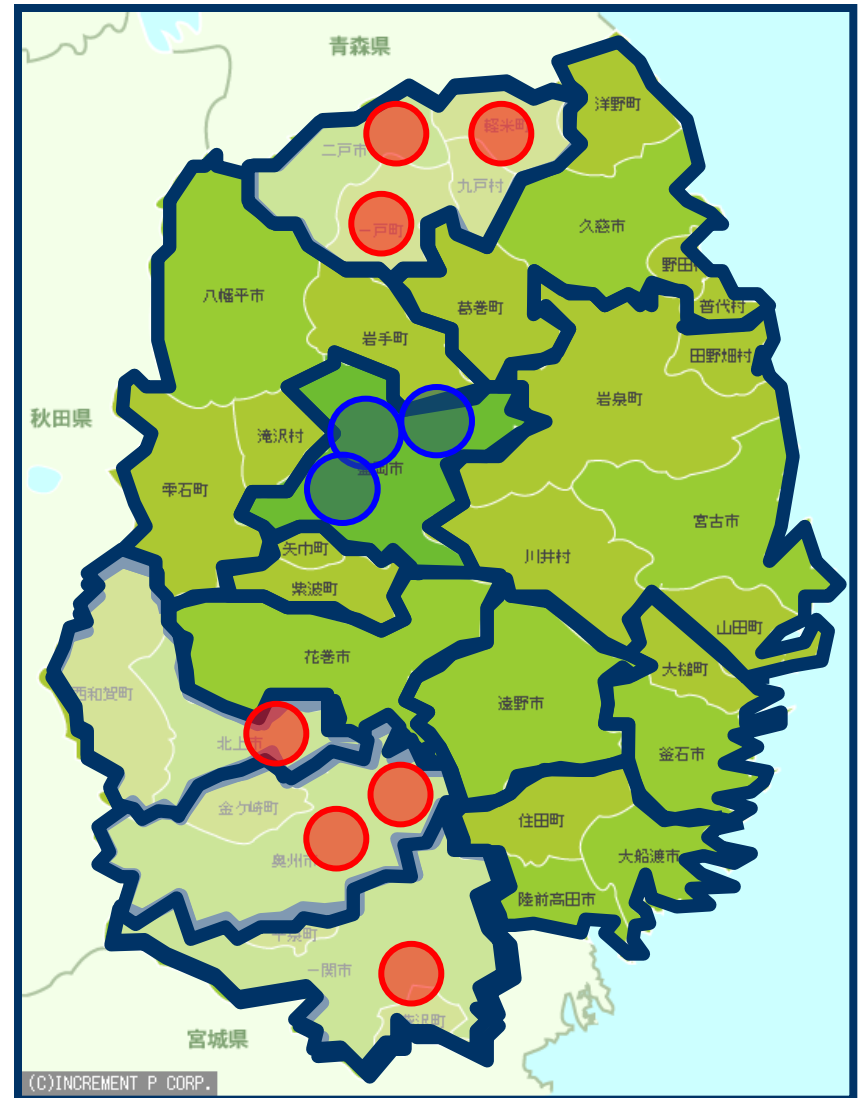 青森県
洋野町
軽米町
二戸市
九戸村
久慈市
一戸町
野田村
八幡平市
葛巻町
普代村
岩手町
田野畑村
岩泉町
秋田県
滝沢村
盛岡市
雫石町
宮古市
矢巾町
川井村
紫波町
山田町
花巻市
大槌町
西和賀町
遠野市
北上市
釜石市
金ケ崎町
住田町
奥州市
大船渡市
陸前高田市
平泉町
一関市
藤沢町
宮城県
(C)INCREMENT P CORP.